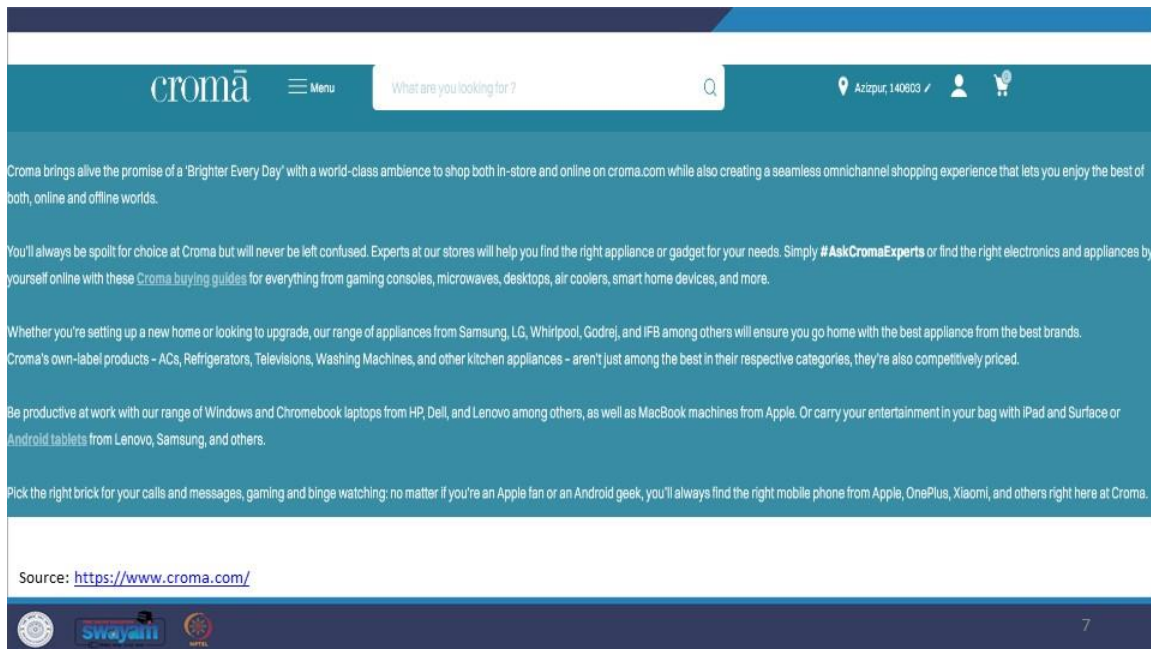 cromā
Menu
What are you looking for ?
Azizpur, 140603
0
Croma brings alive the promise of a 'Brighter Every Day' with a world-class ambience to shop both in-store and online on croma.com while also creating a seamless omnichannel shopping experience that lets you enjoy the best of
both, online and offline worlds.
You'll always be spoilt for choice at Croma but will never be left confused. Experts at our stores will help you find the right appliance or gadget for your needs. Simply #AskCromaExperts or find the right electronics and appliances by
yourself online with these Croma buying guides for everything from gaming consoles, microwaves, desktops, air coolers, smart home devices, and more.
Whether you're setting up a new home or looking to upgrade, our range of appliances from Samsung, LG, Whirlpool, Godrej, and IFB among others will ensure you go home with the best appliance from the best brands.
Croma's own-label products – ACs, Refrigerators, Televisions, Washing Machines, and other kitchen appliances – aren't just among the best in their respective categories, they're also competitively priced.
Be productive at work with our range of Windows and Chromebook laptops from HP, Dell, and Lenovo among others, as well as MacBook machines from Apple. Or carry your entertainment in your bag with iPad and Surface or
Android tablets from Lenovo, Samsung, and others.
Pick the right brick for your calls and messages, gaming and binge watching: no matter if you're an Apple fan or an Android geek, you'll always find the right mobile phone from Apple, OnePlus, Xiaomi, and others right here at Croma.
Source: https://www.croma.com/
swayam
NPTEL
7